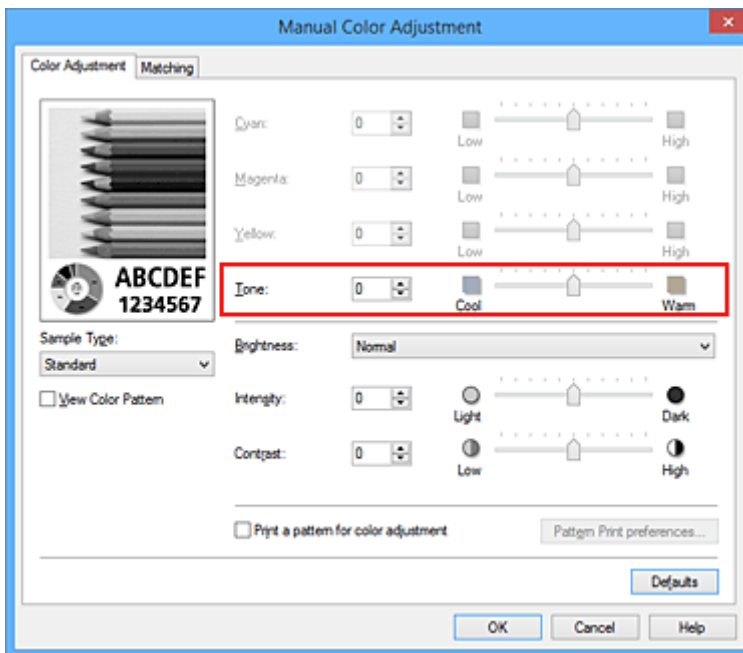 Manual Color Adjustment
Color Adjustment Matching
Cyan: 0 Low High
Magenta: 0 Low High
Yellow: 0 Low High
ABCDEF
1234567
Tone: 0 Cool Warm
Sample Type:
Standard
View Color Pattern
Brightness: Normal
Intensity: 0 Light Dark
Contrast: 0 Low High
Print a pattern for color adjustment Pattern Print preferences...
Defaults
OK Cancel Help